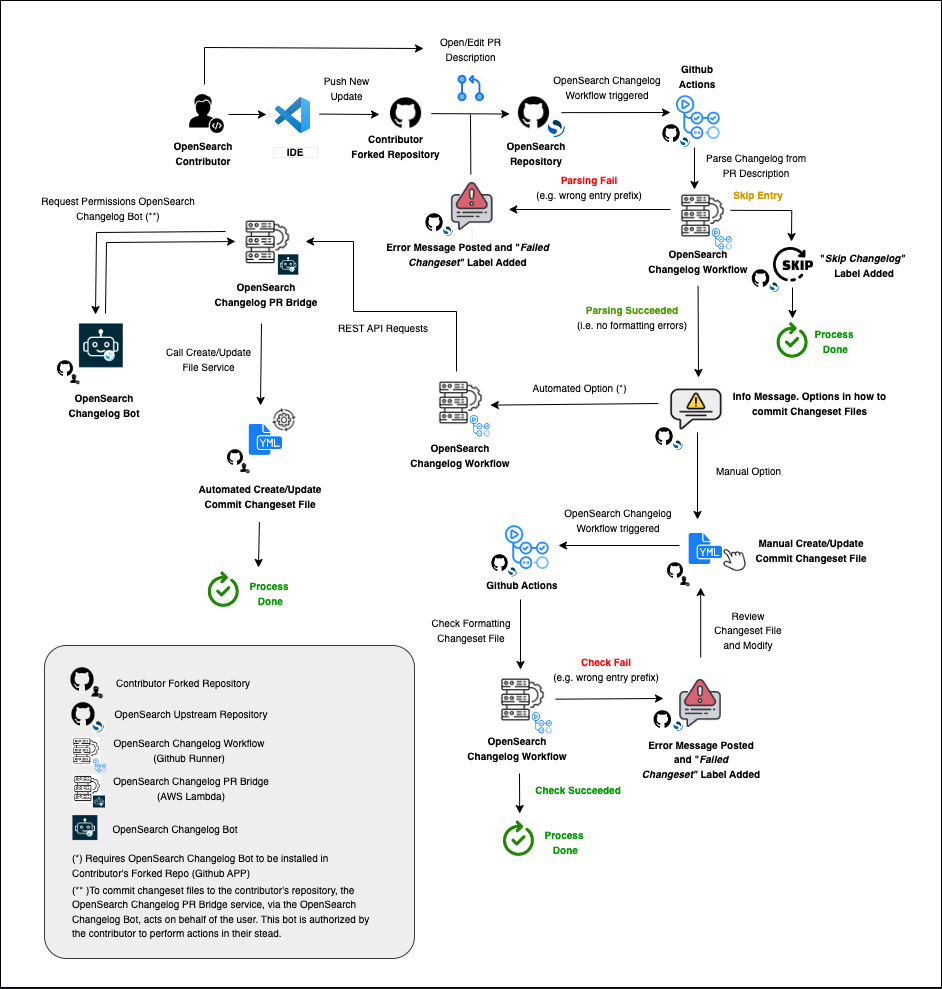 Open/Edit PR
Description
OpenSearch
Contributor
IDE
Push New
Update
Contributor
Forked Repository
OpenSearch
Repository
OpenSearch Changelog
Workflow triggered
Github
Actions
Parse Changelog from
PR Description
Parsing Fail
(e.g. wrong entry prefix)
Error Message Posted and "Failed
Changeset" Label Added
OpenSearch
Changelog Workflow
Skip Entry
SKIP
"Skip Changelog"
Label Added
Process
Done
Request Permissions OpenSearch
Changelog Bot (**)
OpenSearch
Changelog PR Bridge
OpenSearch
Changelog Bot
REST API Requests
Call Create/Update
File Service
YML
Automated Create/Update
Commit Changeset File
Process
Done
Parsing Succeeded
(i.e. no formatting errors)
Automated Option (*)
OpenSearch
Changelog Workflow
Info Message. Options in how to
commit Changeset Files
Manual Option
YML
Manual Create/Update
Commit Changeset File
OpenSearch Changelog
Workflow triggered
Github Actions
Check Formatting
Changeset File
OpenSearch
Changelog Workflow
Check Fail
(e.g. wrong entry prefix)
Review
Changeset File
and Modify
Error Message Posted
and "Failed
Changeset" Label Added
Check Succeeded
Process
Done
Contributor Forked Repository
OpenSearch Upstream Repository
OpenSearch Changelog Workflow
(Github Runner)
OpenSearch Changelog PR Bridge
(AWS Lambda)
OpenSearch Changelog Bot
(*) Requires OpenSearch Changelog Bot to be installed in
Contributor's Forked Repo (Github APP)
(** )To commit changeset files to the contributor's repository, the
OpenSearch Changelog PR Bridge service, via the OpenSearch
Changelog Bot, acts on behalf of the user. This bot is authorized by
the contributor to perform actions in their stead.